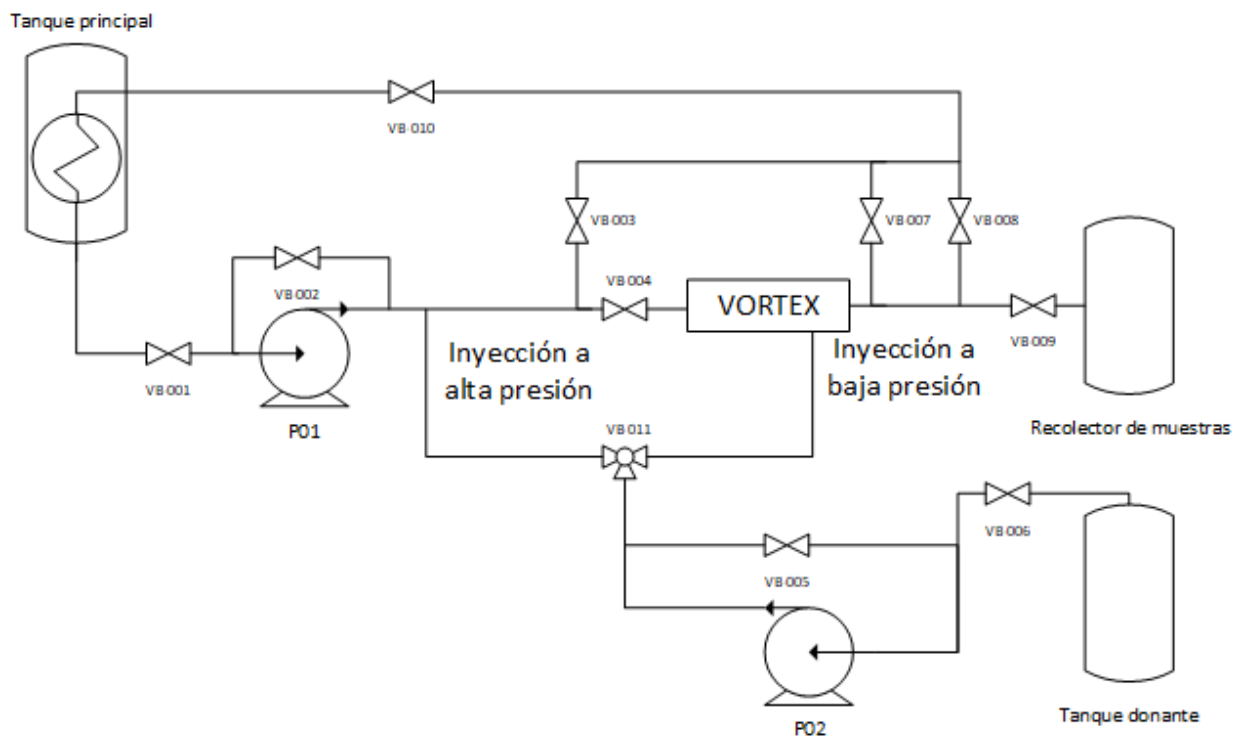 Tanque principal
VB 010
VB 003
VB 007
VB 008
VB 002
VB 004
VORTEX
VB 001
P01
Inyección a
alta presión
Inyección a
baja presión
VB 009
Recolector de muestras
VB 011
VB 006
VB 005
P02
Tanque donante